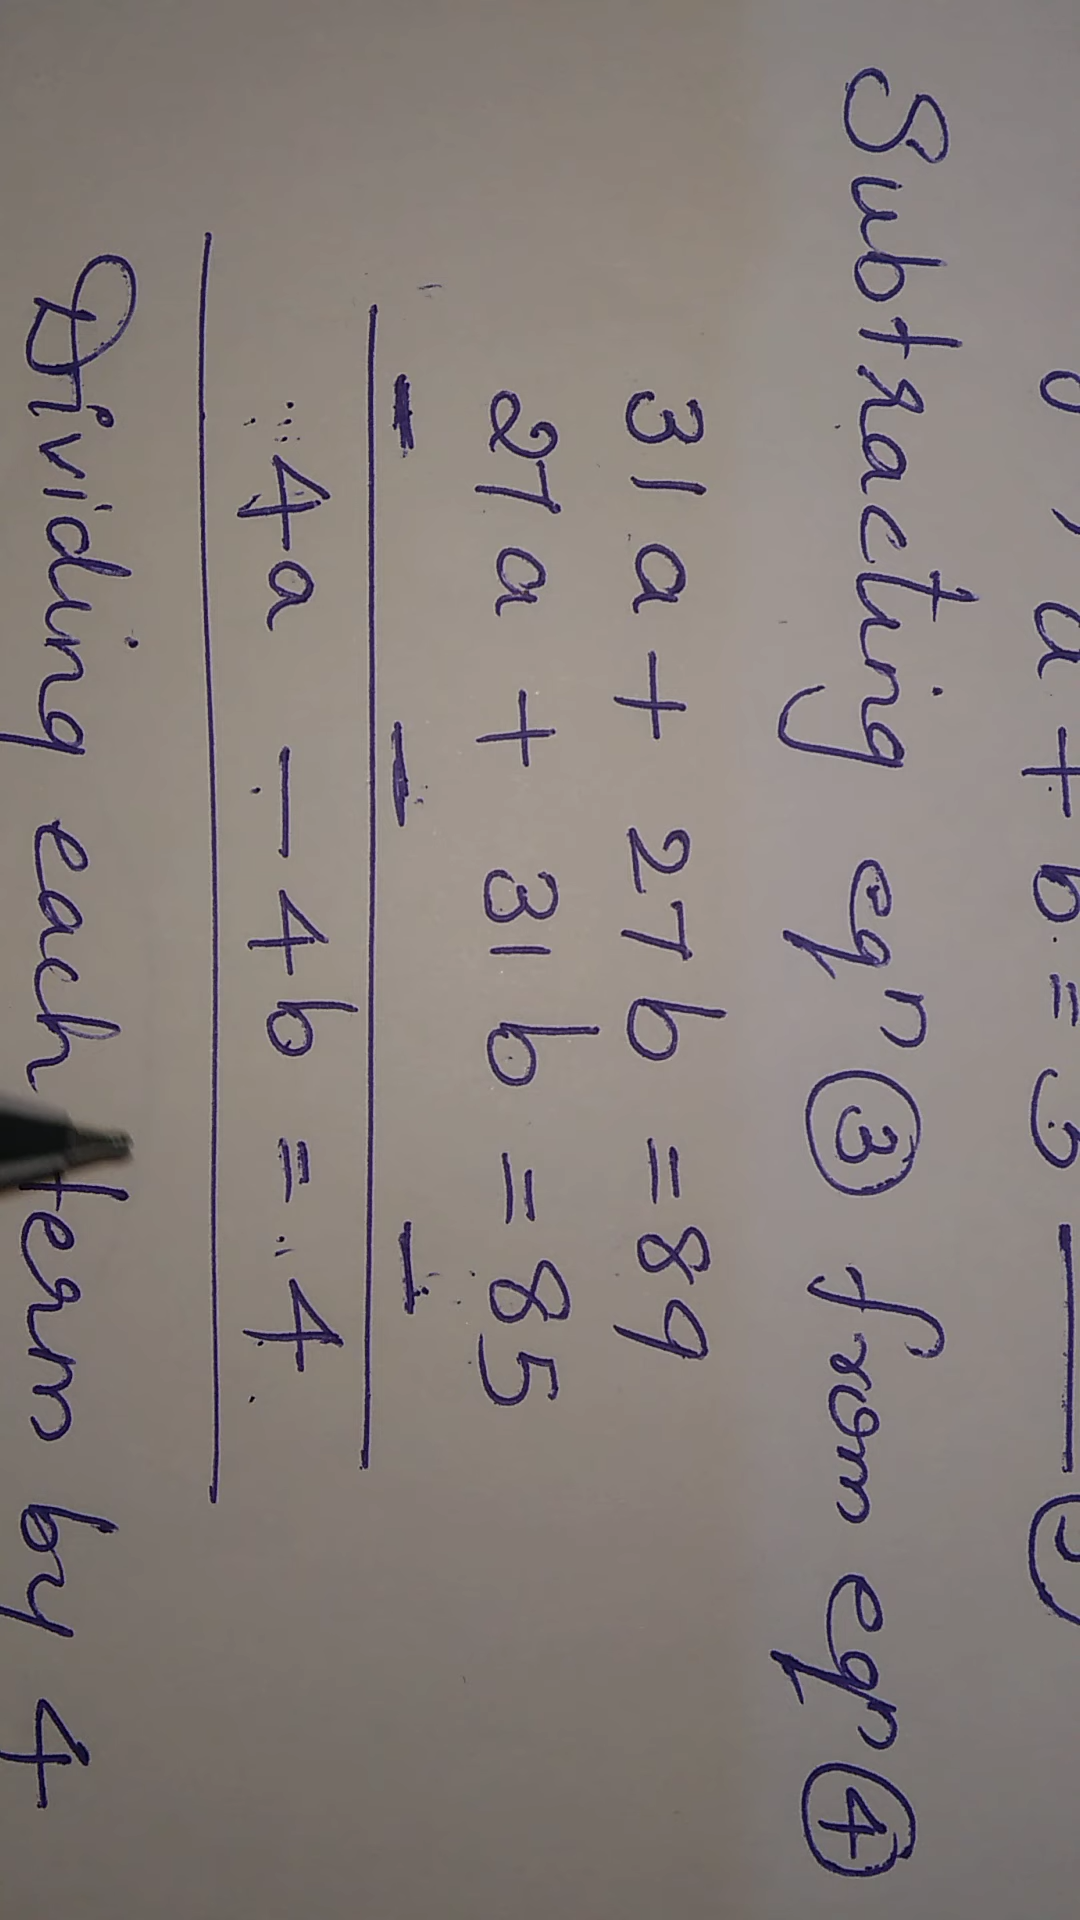 a + b = 3
Subtracting eqn ③ from eqn ④
31a + 27b = 89
27a + 31b = 85
- - -
4a - 4b = 4
Dividing each term by 4